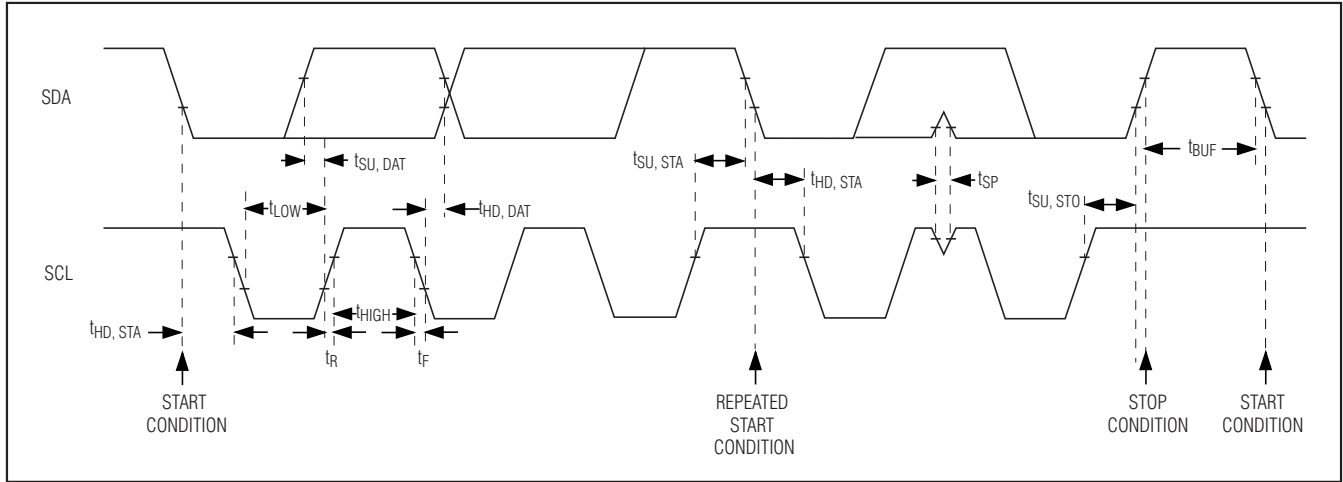 SDA
tSU, DAT
tSU, STA
tHD, STA
tSP
tBUF
tSU, STO
tLOW
tHD, DAT
SCL
tHIGH
tHD, STA
tR
tF
START
CONDITION
REPEATED
START
CONDITION
STOP
CONDITION
START
CONDITION